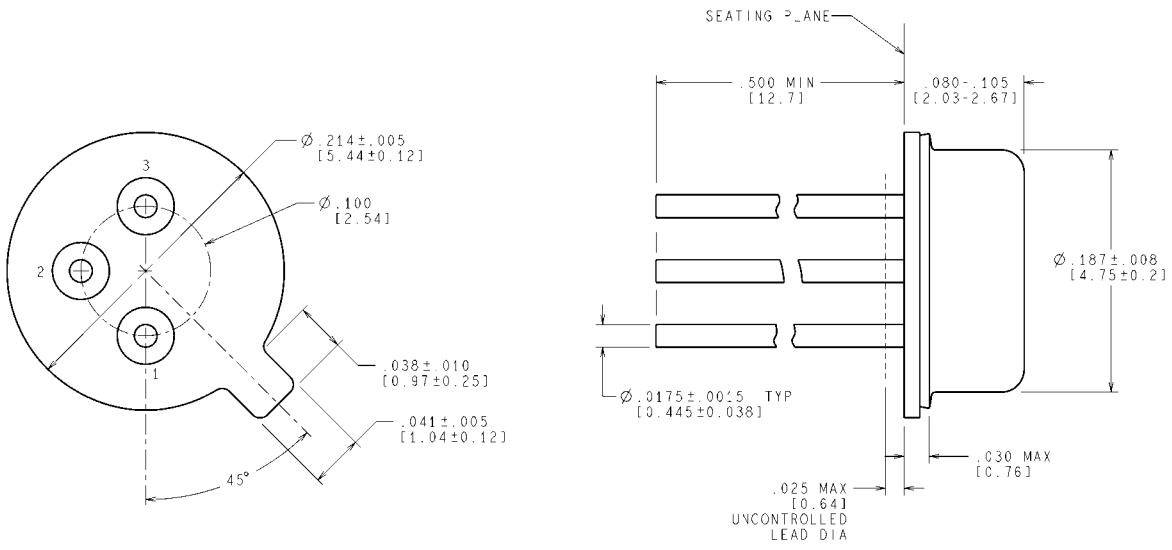 SEATING PLANE
.500 MIN
[12.7]
.080-.105
[2.03-2.67]
Ø.214±.005
[5.44±0.12]
3
Ø.100
[2.54]
2
Ø.187±.008
[4.75±0.2]
1
.038±.010
[0.97±0.25]
Ø.0175±.0015 TYP
[0.445±0.038]
.041±.005
[1.04±0.12]
.030 MAX
[0.76]
45°
.025 MAX
[0.64]
UNCONTROLLED
LEAD DIA